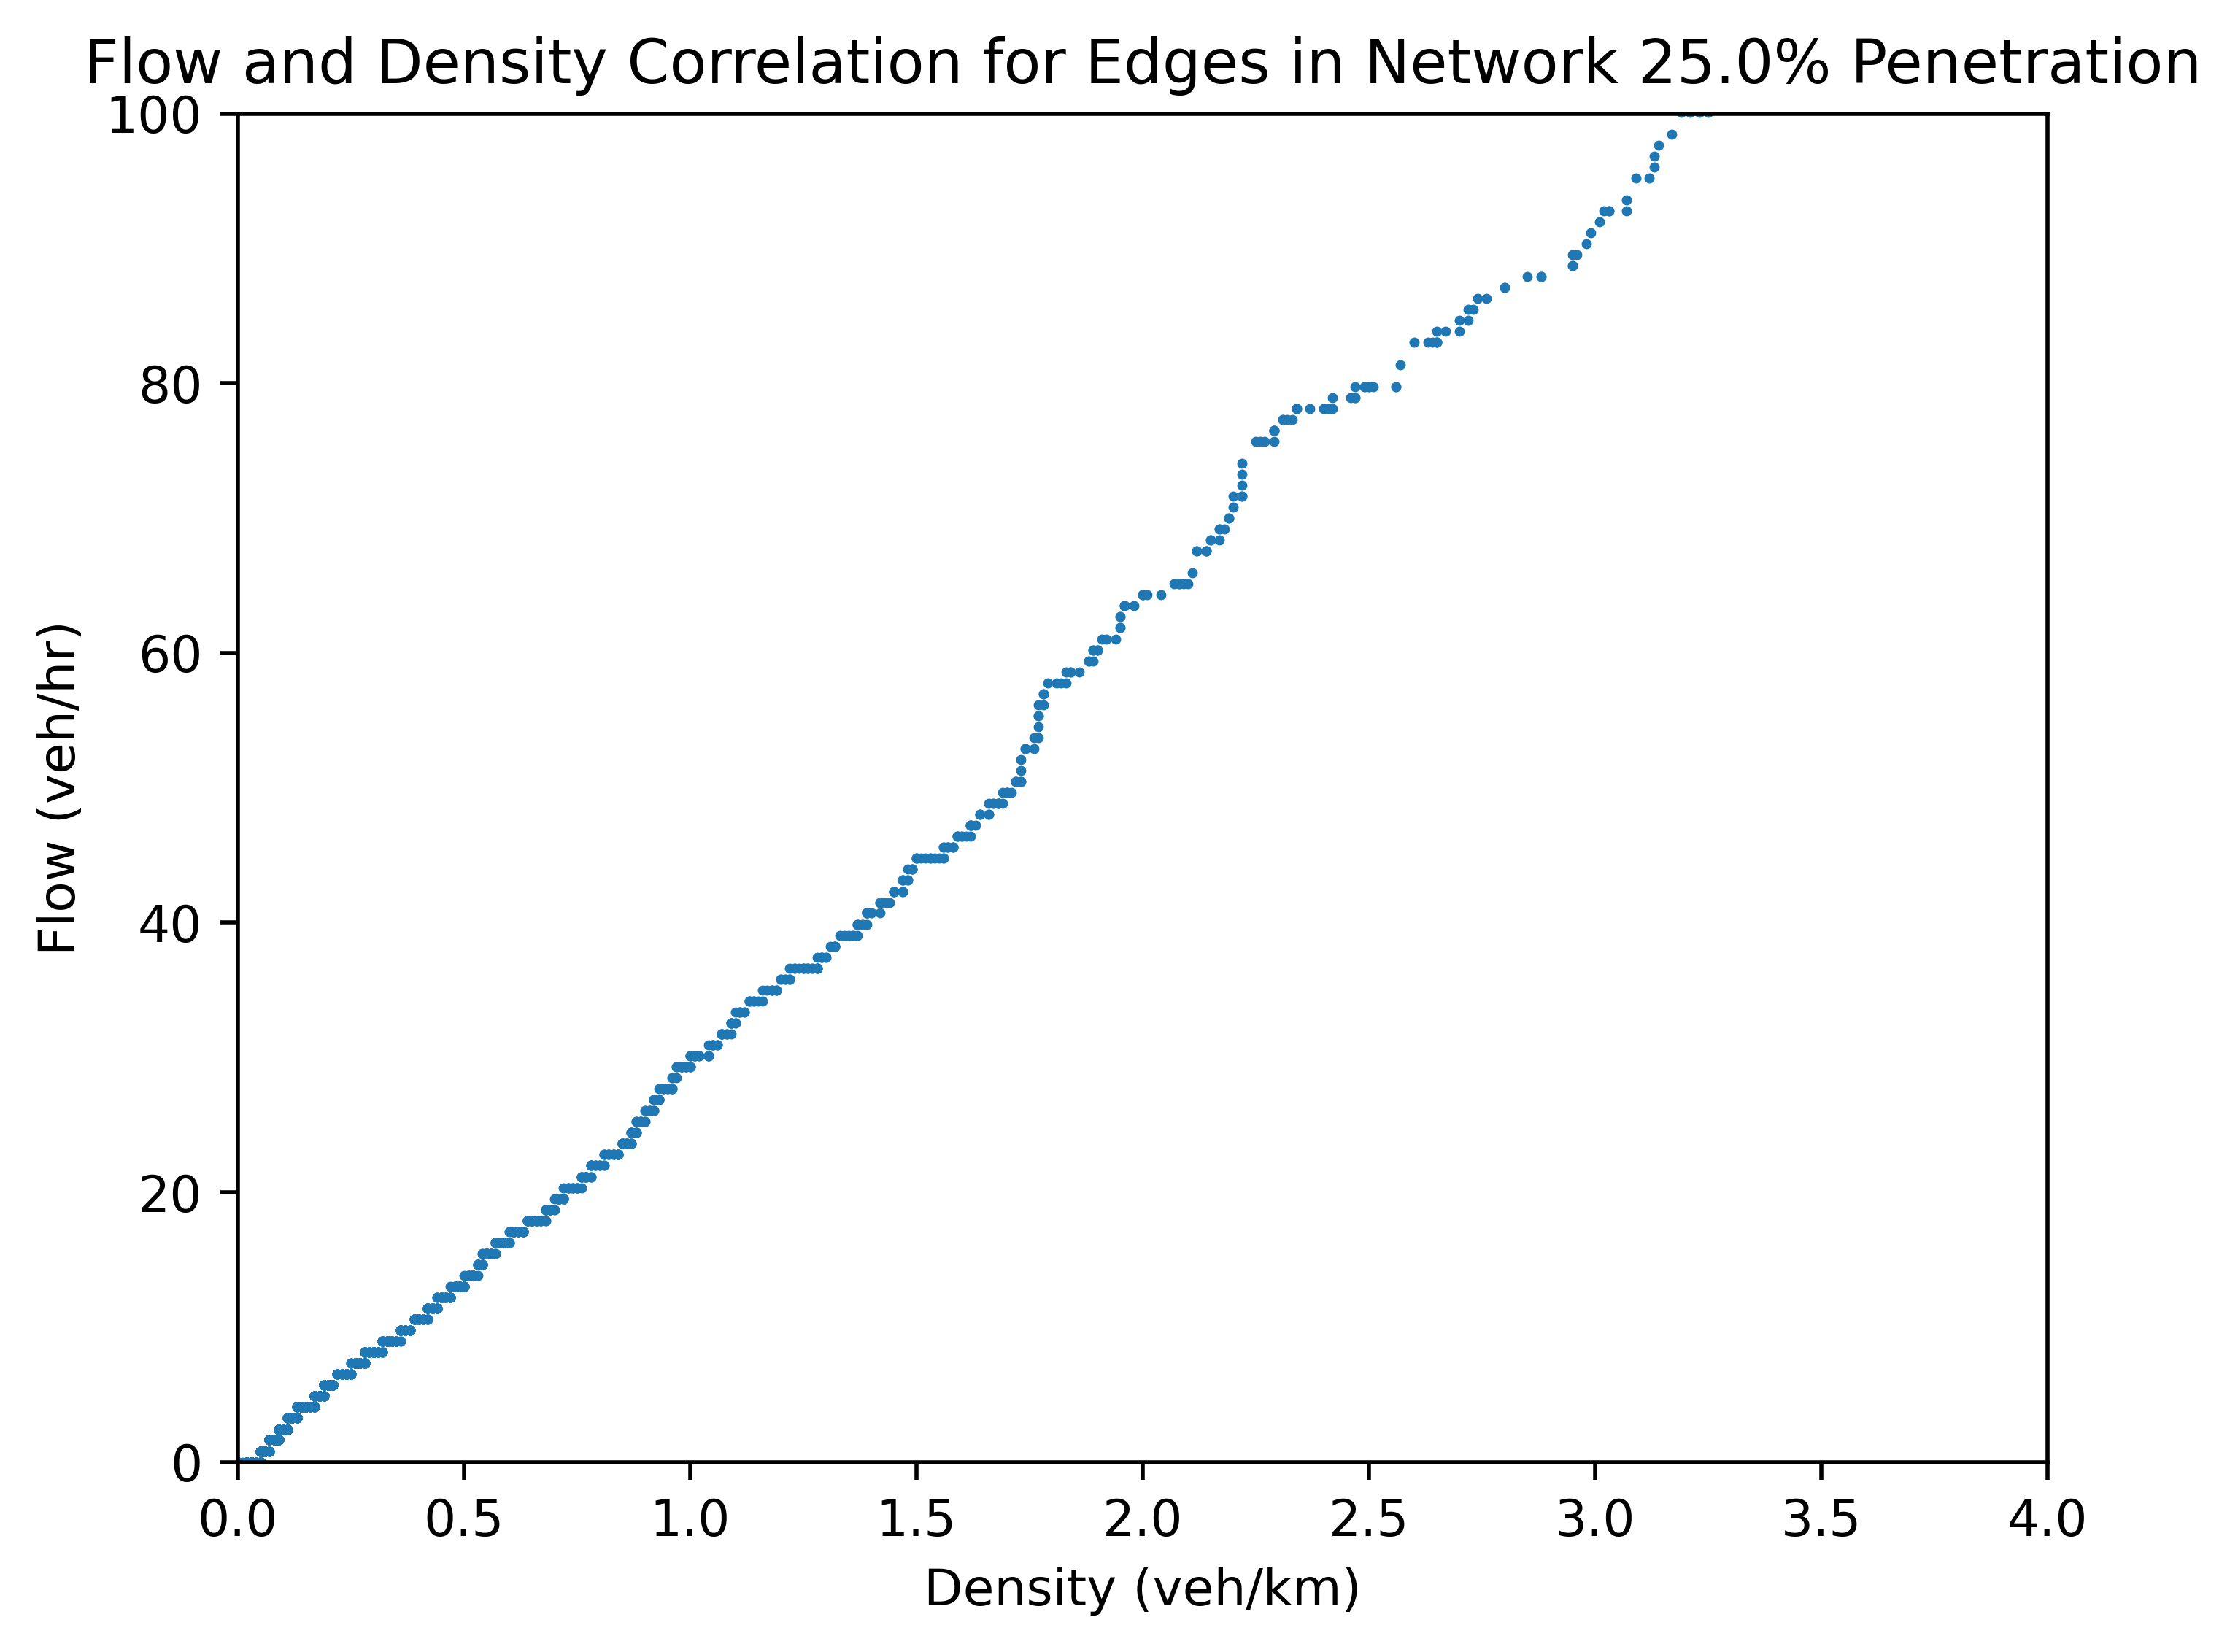 Flow and Density Correlation for Edges in Network 25.0% Penetration
100
80
60
40
20
0
Flow (veh/hr)
0.0 0.5 1.0 1.5 2.0 2.5 3.0 3.5 4.0
Density (veh/km)